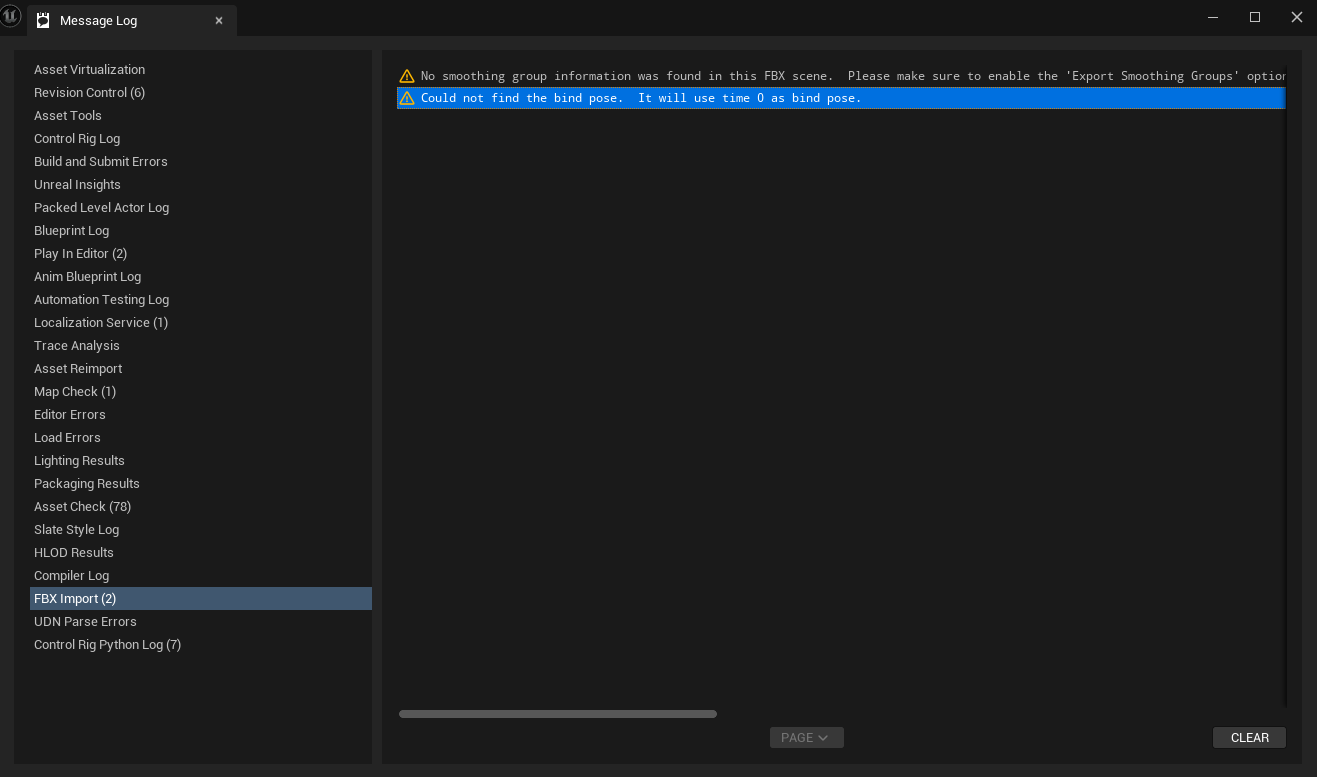 Message Log
Asset Virtualization
Revision Control (6)
Asset Tools
Control Rig Log
Build and Submit Errors
Unreal Insights
Packed Level Actor Log
Blueprint Log
Play In Editor (2)
Anim Blueprint Log
Automation Testing Log
Localization Service (1)
Trace Analysis
Asset Reimport
Map Check (1)
Editor Errors
Load Errors
Lighting Results
Packaging Results
Asset Check (78)
Slate Style Log
HLOD Results
Compiler Log
FBX Import (2)
UDN Parse Errors
Control Rig Python Log (7)
No smoothing group information was found in this FBX scene.  Please make sure to enable the 'Export Smoothing Groups' option
Could not find the bind pose.  It will use time 0 as bind pose.
PAGE
CLEAR